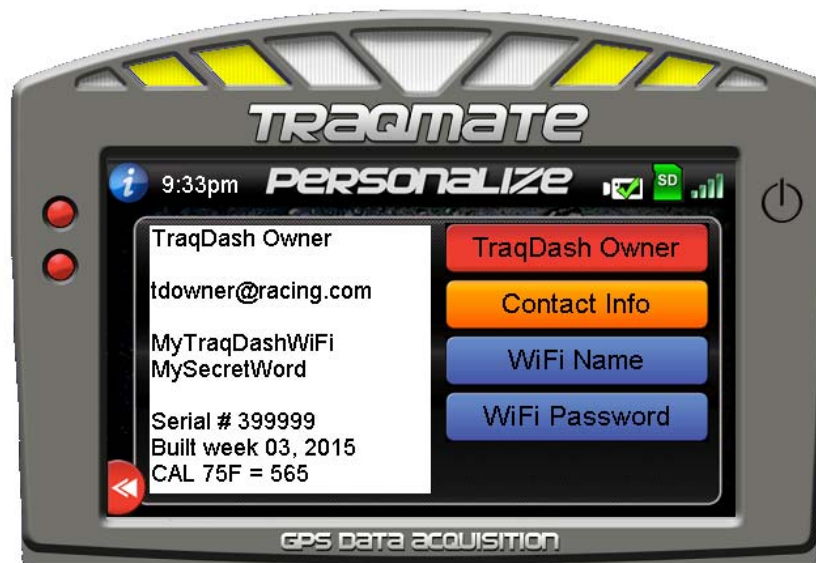 TRAQMATE
i
9:33pm
PERSONALIZE
SD
TraqDash Owner
tdowner@racing.com
MyTraqDashWiFi
MySecretWord
Serial # 399999
Built week 03, 2015
CAL 75F = 565
TraqDash Owner
Contact Info
WiFi Name
WiFi Password
GPS DATA ACQUISITION